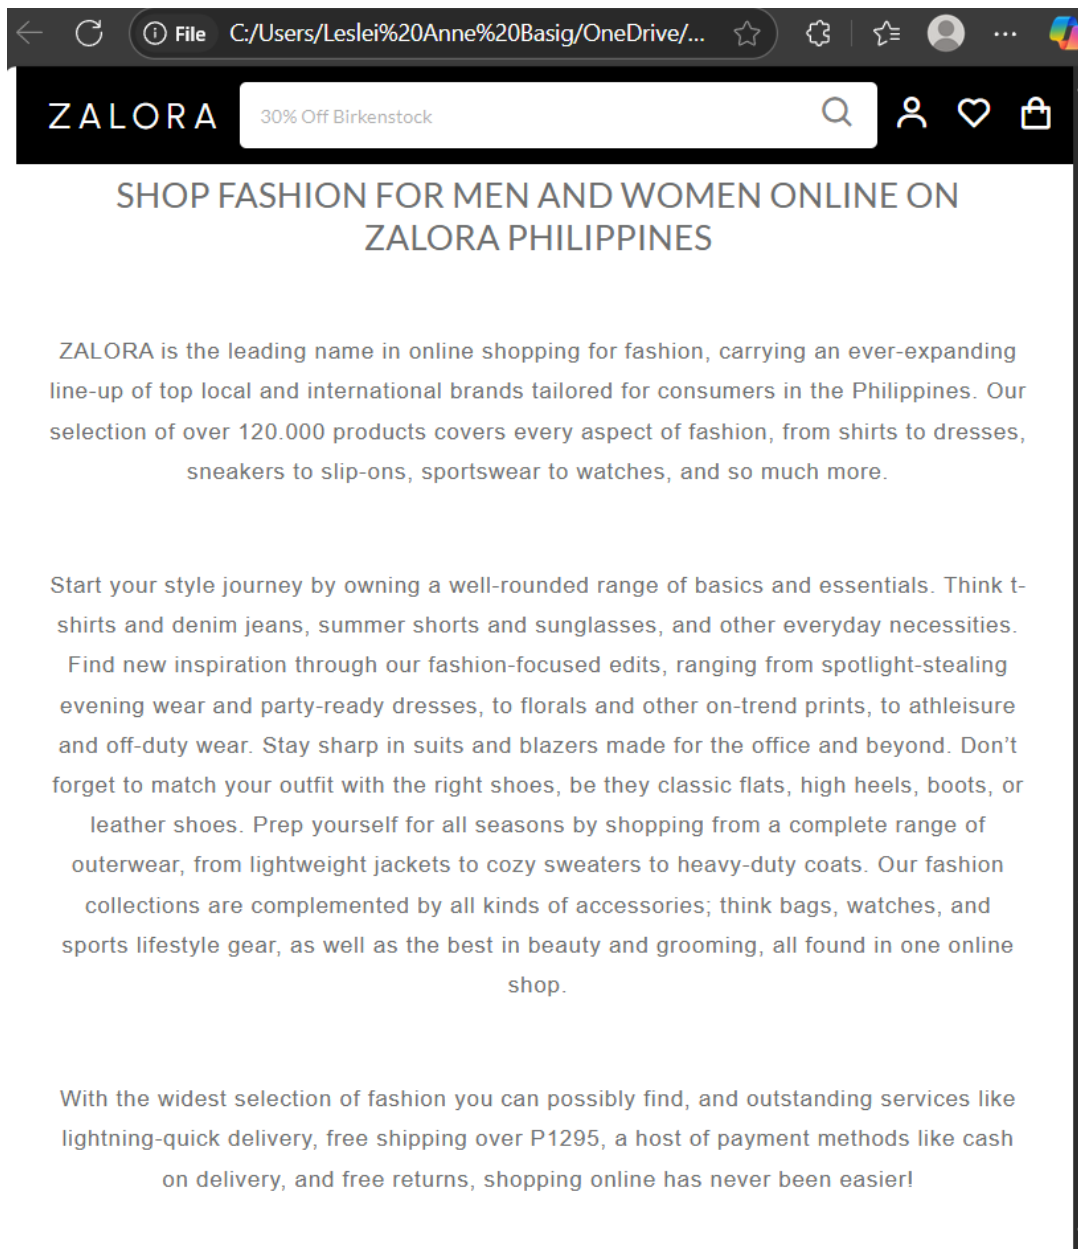 File C:/Users/Leslei%20Anne%20Basig/OneDrive/...
ZALORA
30% Off Birkenstock
SHOP FASHION FOR MEN AND WOMEN ONLINE ON
ZALORA PHILIPPINES
ZALORA is the leading name in online shopping for fashion, carrying an ever-expanding
line-up of top local and international brands tailored for consumers in the Philippines. Our
selection of over 120.000 products covers every aspect of fashion, from shirts to dresses,
sneakers to slip-ons, sportswear to watches, and so much more.
Start your style journey by owning a well-rounded range of basics and essentials. Think t-
shirts and denim jeans, summer shorts and sunglasses, and other everyday necessities.
Find new inspiration through our fashion-focused edits, ranging from spotlight-stealing
evening wear and party-ready dresses, to florals and other on-trend prints, to athleisure
and off-duty wear. Stay sharp in suits and blazers made for the office and beyond. Don’t
forget to match your outfit with the right shoes, be they classic flats, high heels, boots, or
leather shoes. Prep yourself for all seasons by shopping from a complete range of
outerwear, from lightweight jackets to cozy sweaters to heavy-duty coats. Our fashion
collections are complemented by all kinds of accessories; think bags, watches, and
sports lifestyle gear, as well as the best in beauty and grooming, all found in one online
shop.
With the widest selection of fashion you can possibly find, and outstanding services like
lightning-quick delivery, free shipping over P1295, a host of payment methods like cash
on delivery, and free returns, shopping online has never been easier!